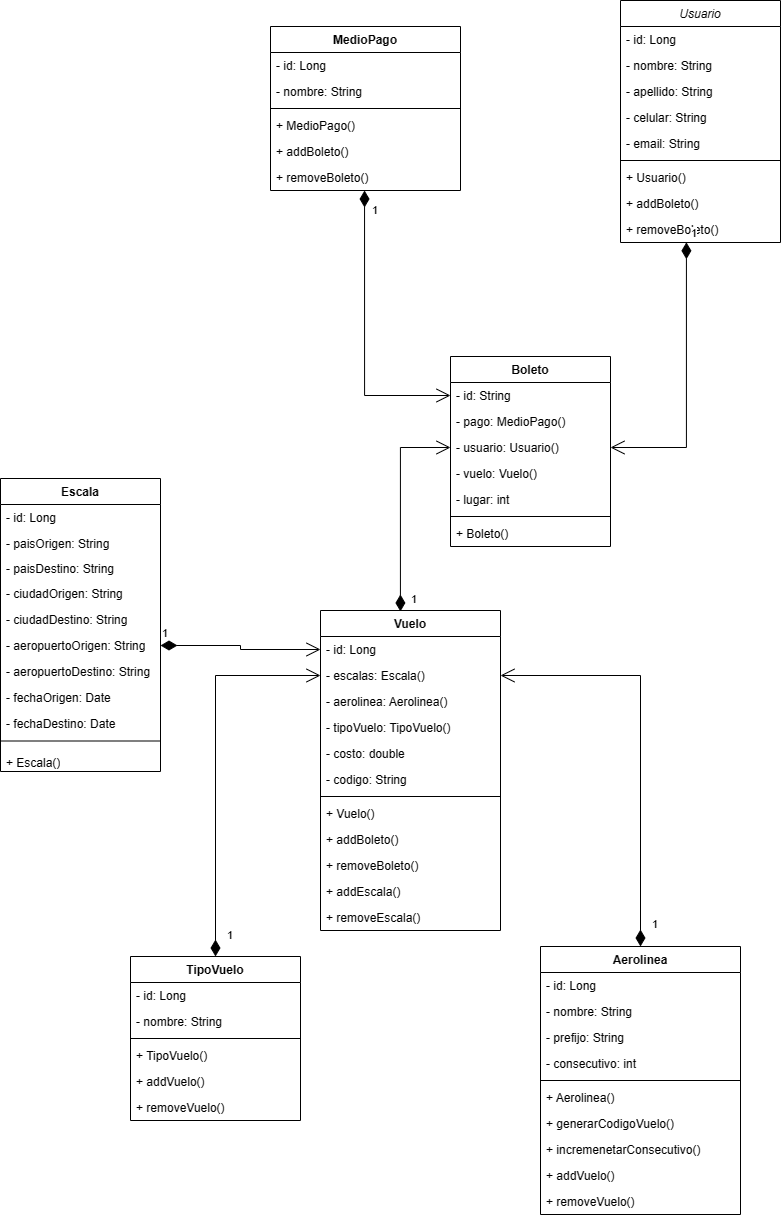 MedioPago
- id: Long
- nombre: String
+ MedioPago()
+ addBoleto()
+ removeBoleto()
1
Usuario
- id: Long
- nombre: String
- apellido: String
- celular: String
- email: String
+ Usuario()
+ addBoleto()
+ removeBoleto()
1
Boleto
- id: String
- pago: MedioPago()
- usuario: Usuario()
- vuelo: Vuelo()
- lugar: int
+ Boleto()
Escala
- id: Long
- paisOrigen: String
- paisDestino: String
- ciudadOrigen: String
- ciudadDestino: String
- aeropuertoOrigen: String
- aeropuertoDestino: String
- fechaOrigen: Date
- fechaDestino: Date
+ Escala()
1
1
Vuelo
- id: Long
- escalas: Escala()
- aerolinea: Aerolinea()
- tipoVuelo: TipoVuelo()
- costo: double
- codigo: String
+ Vuelo()
+ addBoleto()
+ removeBoleto()
+ addEscala()
+ removeEscala()
1
TipoVuelo
- id: Long
- nombre: String
+ TipoVuelo()
+ addVuelo()
+ removeVuelo()
1
Aerolinea
- id: Long
- nombre: String
- prefijo: String
- consecutivo: int
+ Aerolinea()
+ generarCodigoVuelo()
+ incremenetarConsecutivo()
+ addVuelo()
+ removeVuelo()